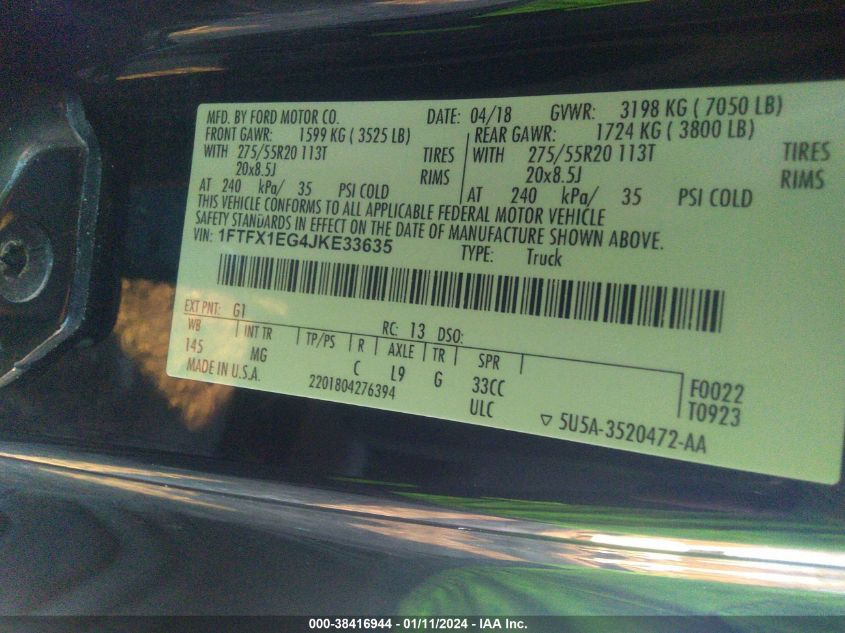 MFD. BY FORD MOTOR CO. DATE: 04/18 GVWR: 3198 KG ( 7050 LB)
FRONT GAWR: 1599 KG ( 3525 LB) REAR GAWR: 1724 KG ( 3800 LB)
WITH 275/55R20 113T TIRES WITH 275/55R20 113T TIRES
20x8.5J RIMS 20x8.5J RIMS
AT 240 kPa/ 35 PSI COLD AT 240 kPa/ 35 PSI COLD
THIS VEHICLE CONFORMS TO ALL APPLICABLE FEDERAL MOTOR VEHICLE
SAFETY STANDARDS IN EFFECT ON THE DATE OF MANUFACTURE SHOWN ABOVE.
VIN: 1FTFX1EG4JKE33635 TYPE: Truck
EXT PNT: G1 RC: 13 DSO:
WB INT TR TP/PS R AXLE TR SPR
145 MG C L9 G 33CC F0022
MADE IN U.S.A. 2201804276394 ULC T0923
▽ 5U5A-3520472-AA
000-38416944 - 01/11/2024 - IAA Inc.